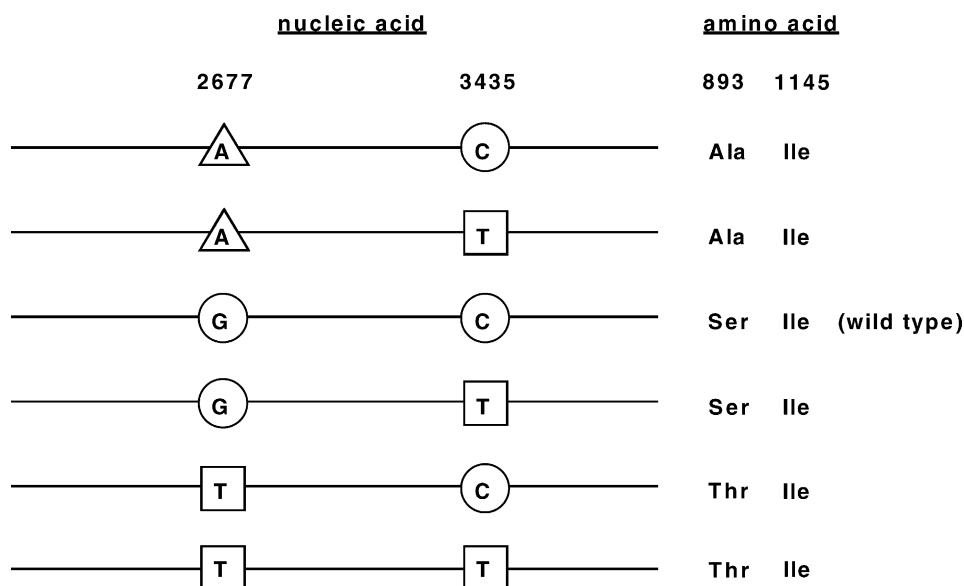 nucleic acid amino acid
2677 3435 893 1145
A C Ala Ile
A T Ala Ile
G C Ser Ile (wild type)
G T Ser Ile
T C Thr Ile
T T Thr Ile